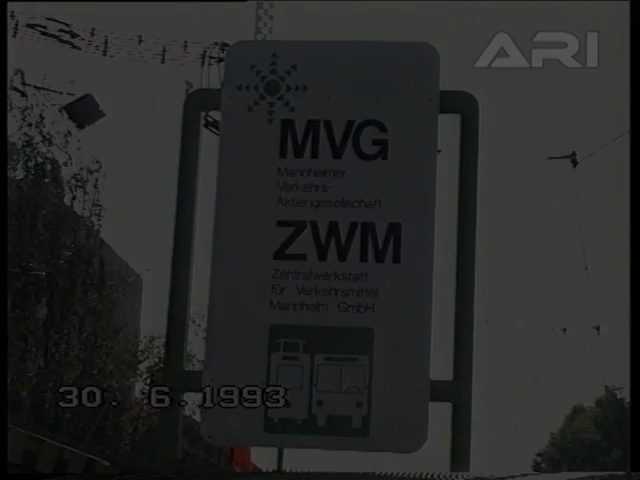 ARI
MVG
Mannheimer
Verkehrs-
Aktiengesellschaft
ZWM
Zentralwerkstatt
für Verkehrsmittel
Mannheim GmbH
30. 6.1993